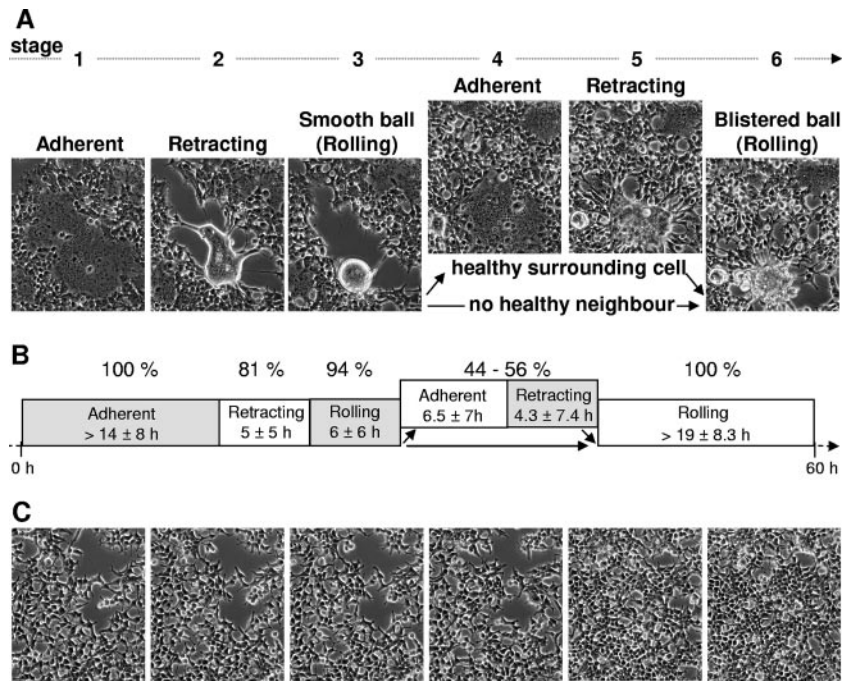 A
stage
1 2 3 4 5 6
Adherent Retracting
Smooth ball
(Rolling)
Blistered ball
(Rolling)
Adherent Retracting
healthy surrounding cell
no healthy neighbour
B
100 % 81 % 94 % 44 - 56 % 100 %
Adherent
> 14 ± 8 h
Retracting
5 ± 5 h
Rolling
6 ± 6 h
Adherent
6.5 ± 7h
Retracting
4.3 ± 7.4 h
Rolling
> 19 ± 8.3 h
0 h 60 h
C